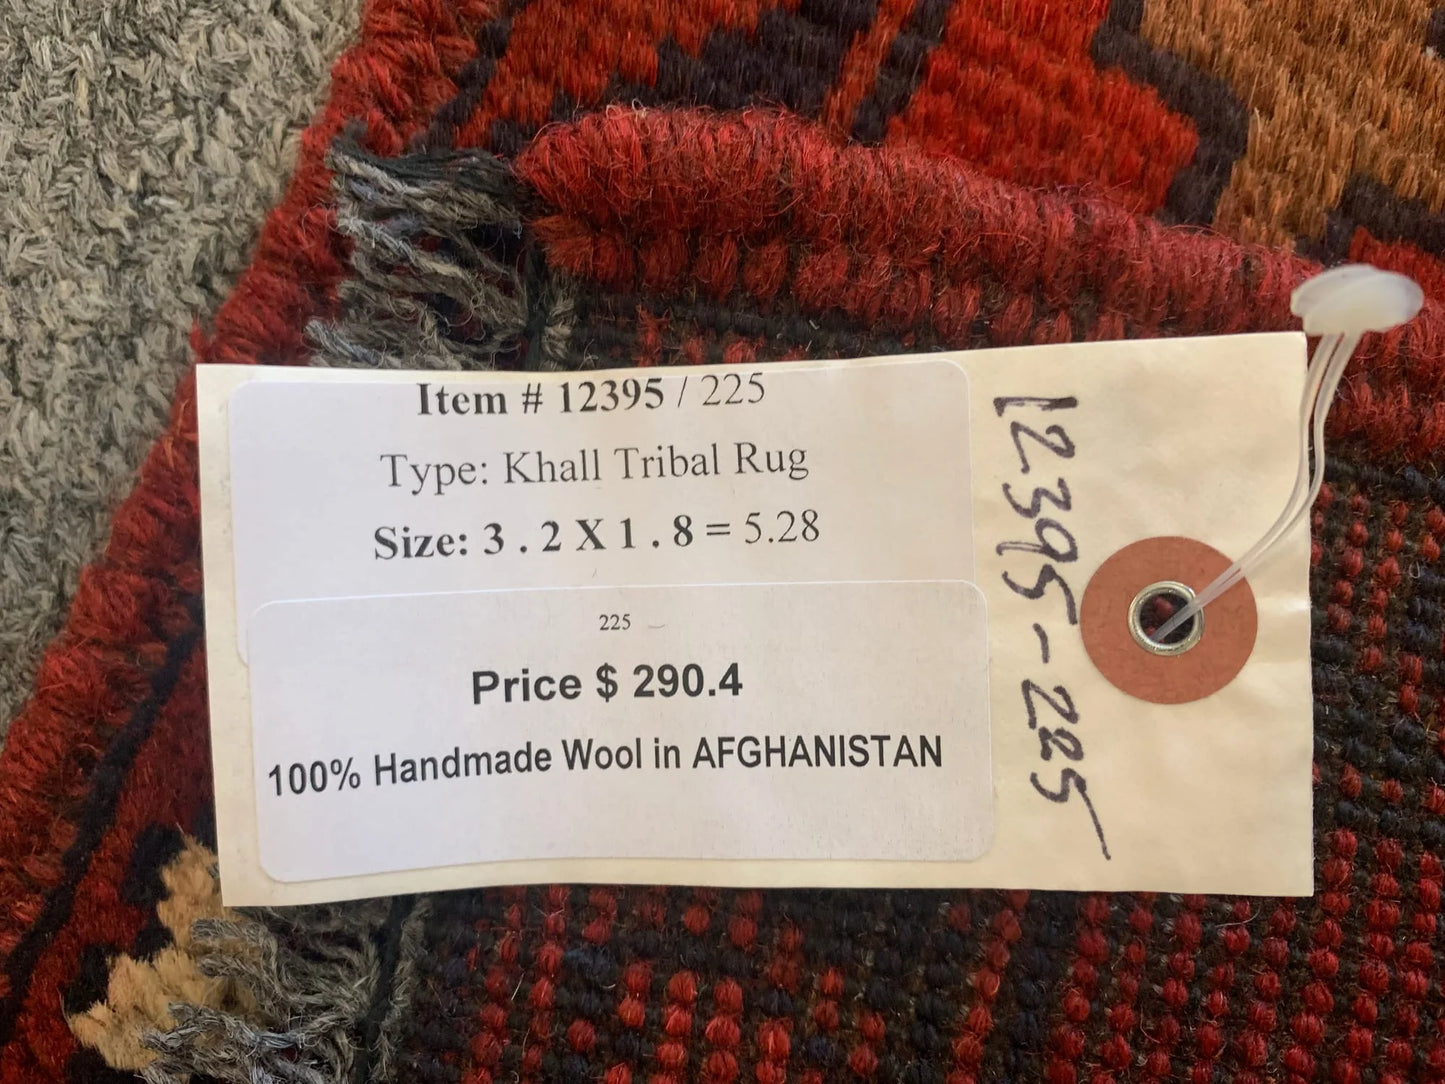 Item # 12395 / 225
Type: Khall Tribal Rug
Size: 3 . 2 X 1 . 8 = 5.28
225
Price $ 290.4
100% Handmade Wool in AFGHANISTAN
12395-225